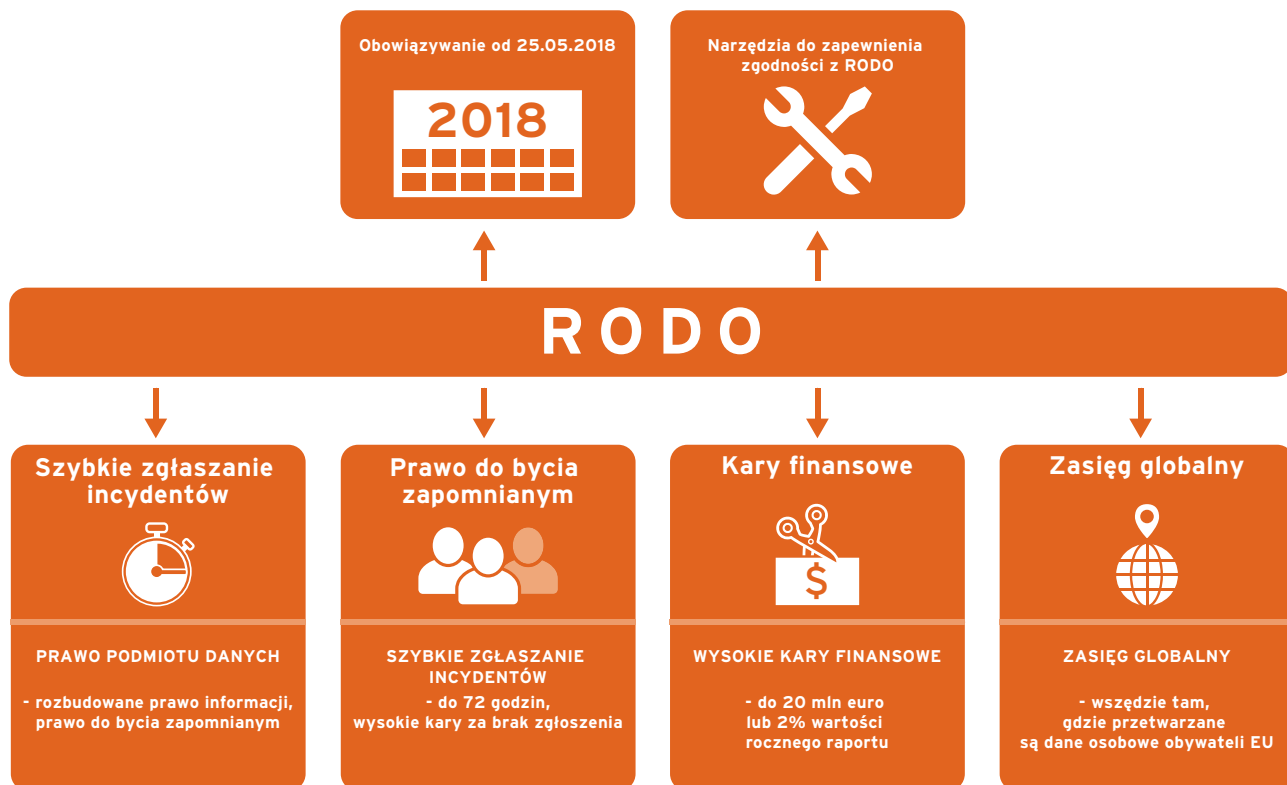 Obowiązywanie od 25.05.2018
2018
Narzędzia do zapewnienia
zgodności z RODO
RODO
Szybkie zgłaszanie
incydentów
PRAWO PODMIOTU DANYCH
- rozbudowane prawo informacji,
prawo do bycia zapomnianym
Prawo do bycia
zapomnianym
SZYBKIE ZGŁASZANIE
INCYDENTÓW
- do 72 godzin,
wysokie kary za brak zgłoszenia
Kary finansowe
$
WYSOKIE KARY FINANSOWE
- do 20 mln euro
lub 2% wartości
rocznego raportu
Zasięg globalny
ZASIĘG GLOBALNY
- wszędzie tam,
gdzie przetwarzane
są dane osobowe obywateli EU